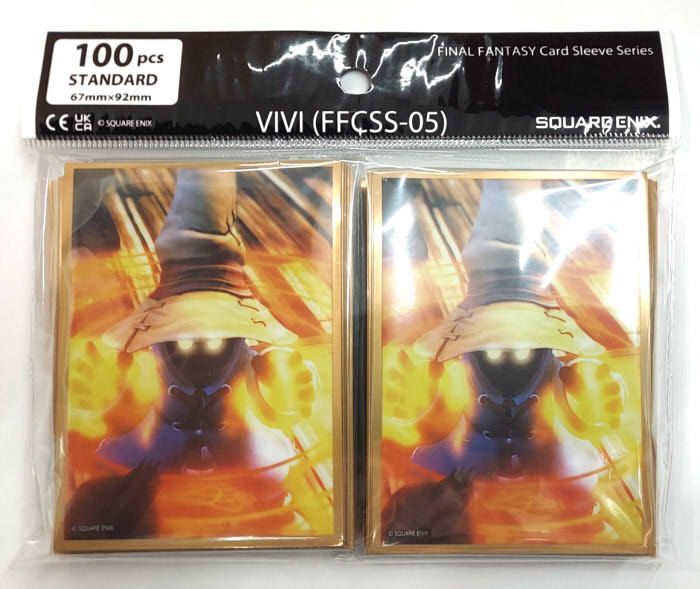 100 pcs
STANDARD
67mm×92mm
CE UK CA © SQUARE ENIX
FINAL FANTASY Card Sleeve Series
VIVI (FFCSS-05)
SQUARE ENIX.
© SQUARE ENIX
© SQUARE ENIX